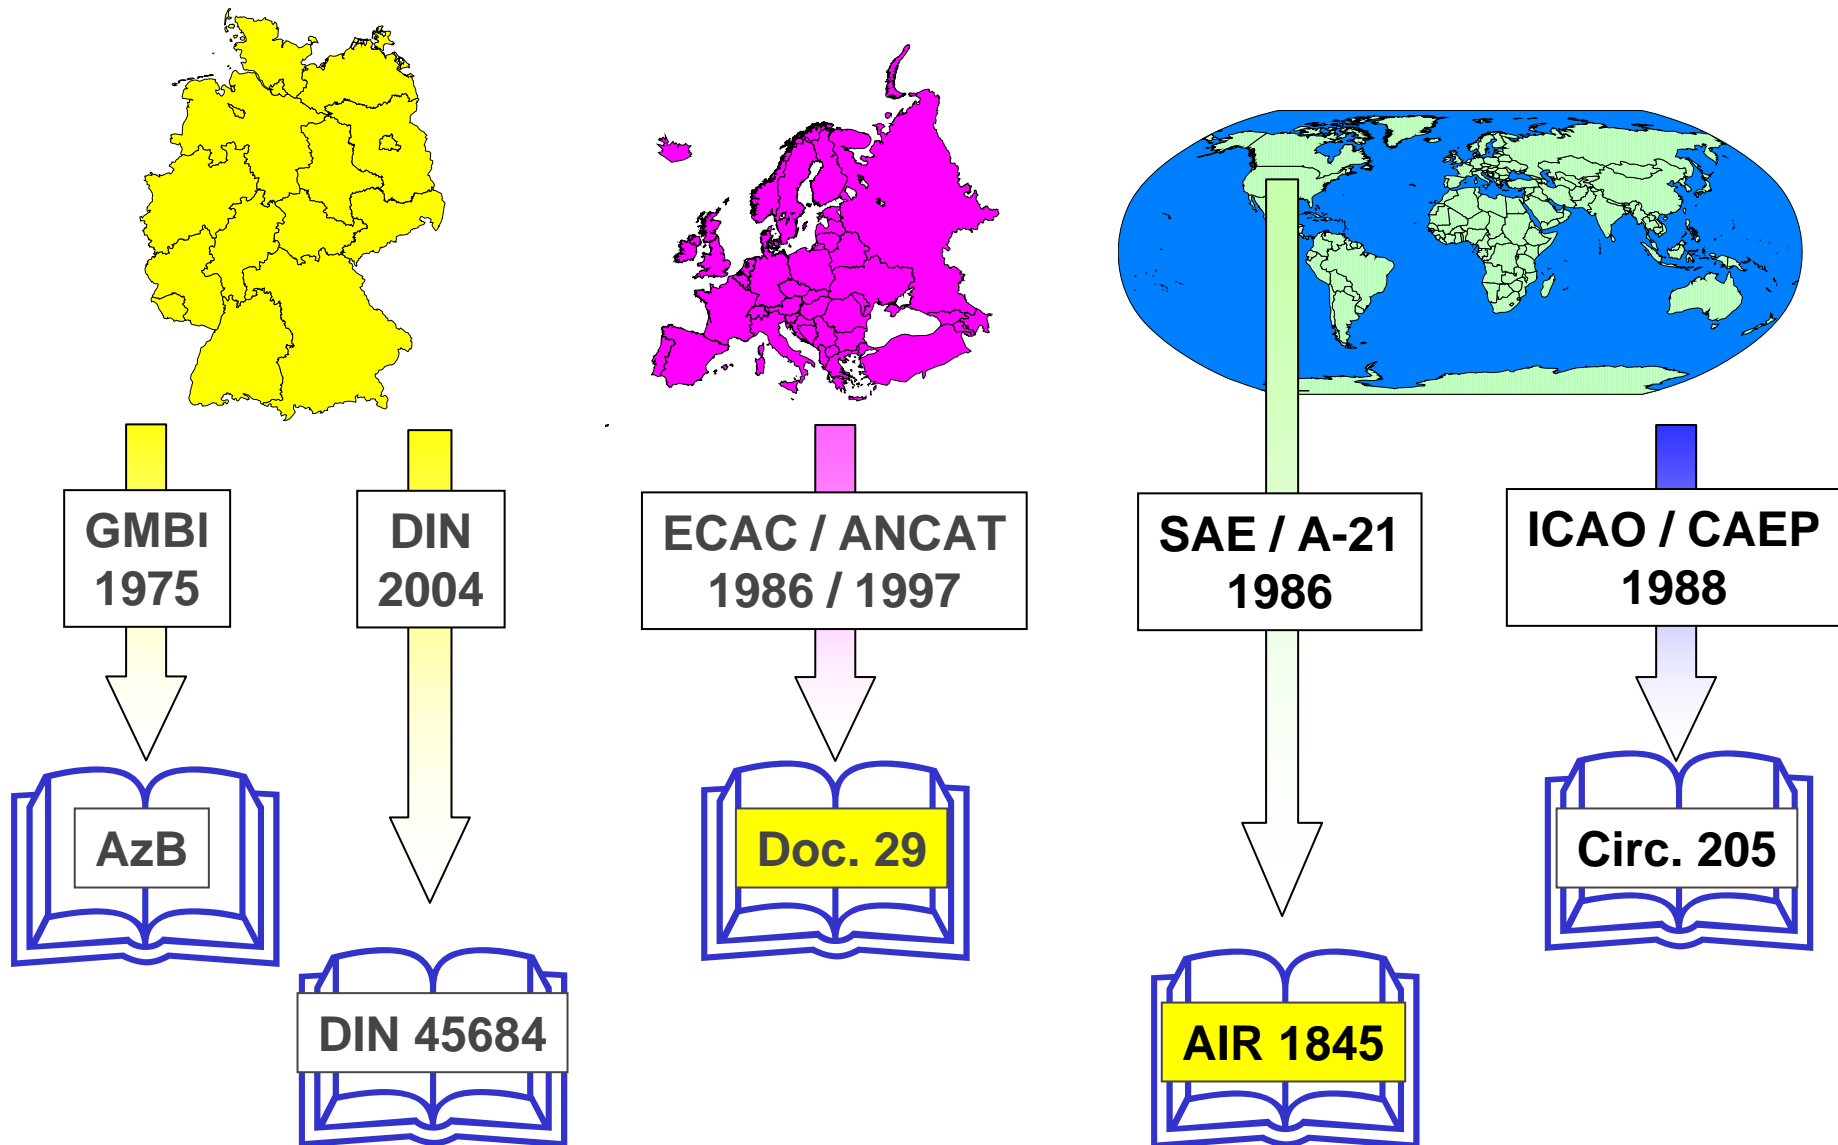 GMBI
1975
DIN
2004
ECAC / ANCAT
1986 / 1997
SAE / A-21
1986
ICAO / CAEP
1988
AzB
Doc. 29
Circ. 205
DIN 45684
AIR 1845